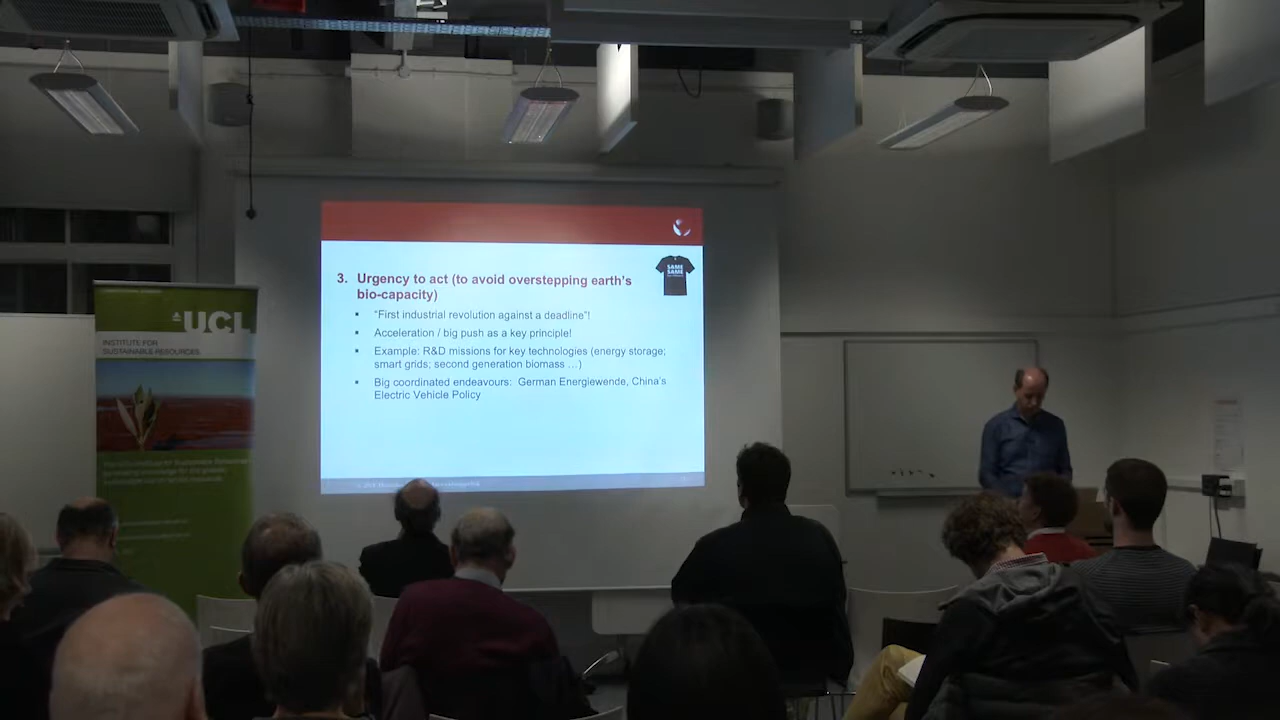 SAME
SAME
3. Urgency to act (to avoid overstepping earth's
bio-capacity)
▪ "First industrial revolution against a deadline"!
▪ Acceleration / big push as a key principle!
▪ Example: R&D missions for key technologies (energy storage;
smart grids; second generation biomass …)
▪ Big coordinated endeavours: German Energiewende, China's
Electric Vehicle Policy
UCL
INSTITUTE FOR
SUSTAINABLE RESOURCES